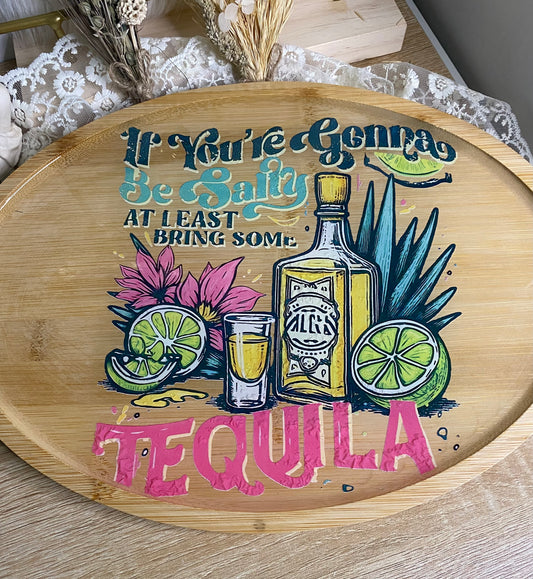 If You're Gonna
Be Salty
AT LEAST
BRING SOME
TEQUILA